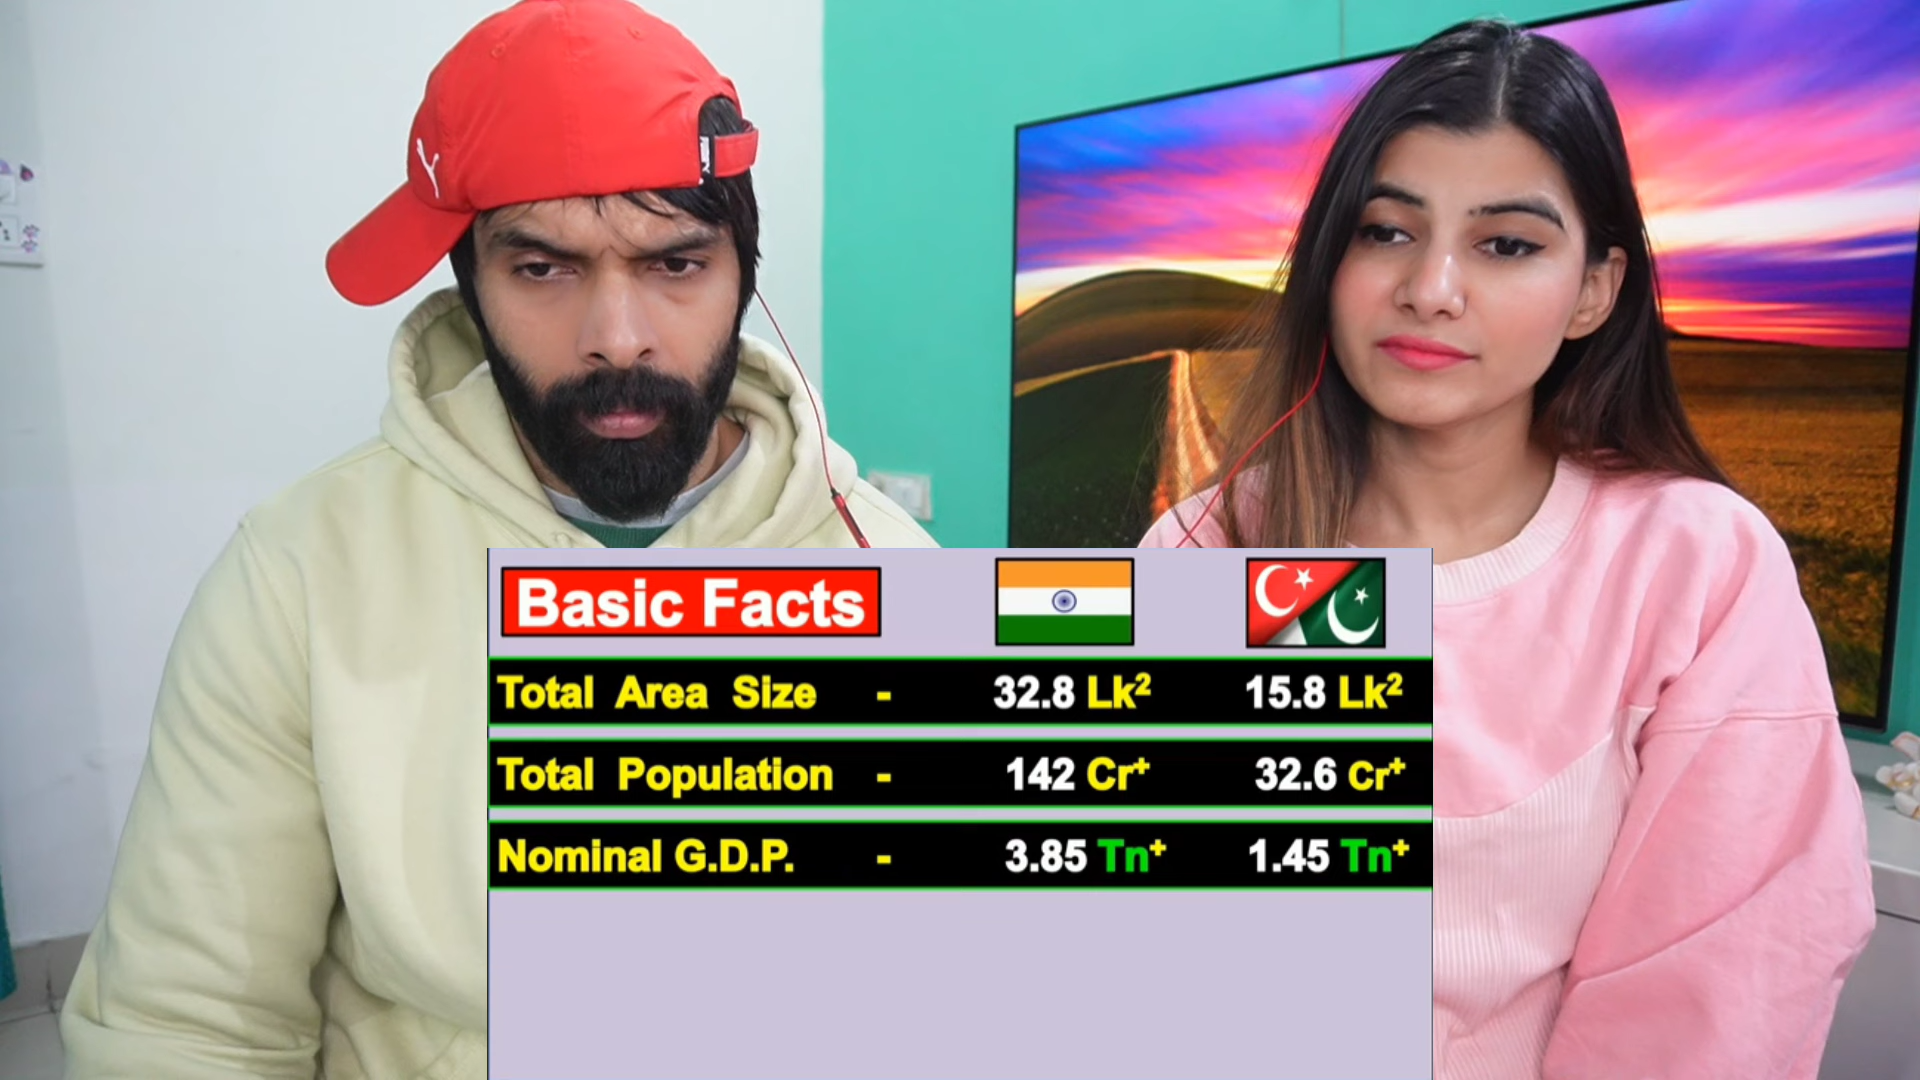 Basic Facts
Total Area Size - 32.8 Lk² 15.8 Lk²
Total Population - 142 Cr⁺ 32.6 Cr⁺
Nominal G.D.P. - 3.85 Tn⁺ 1.45 Tn⁺